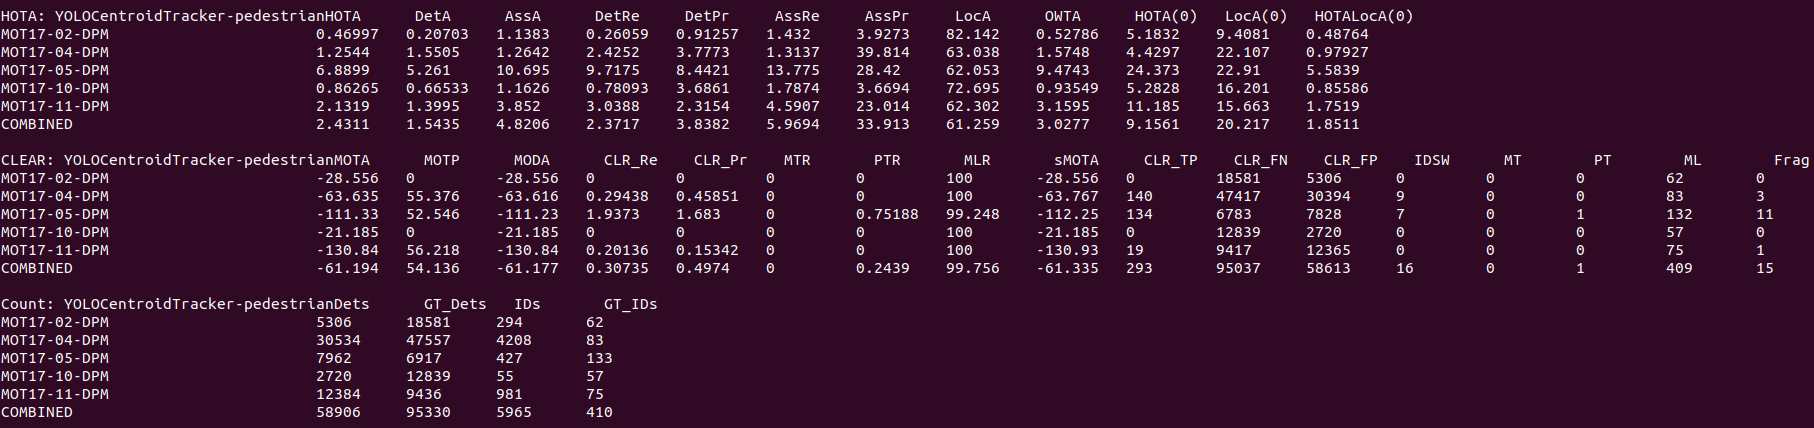 HOTA: YOLOCentroidTracker-pedestrianHOTA DetA AssA DetRe DetPr AssRe AssPr LocA OWTA HOTA(0) LocA(0) HOTALocA(0)
MOT17-02-DPM 0.46997 0.20703 1.1383 0.26059 0.91257 1.432 3.9273 82.142 0.52786 5.1832 9.4081 0.48764
MOT17-04-DPM 1.2544 1.5505 1.2642 2.4252 3.7773 1.3137 39.814 63.038 1.5748 4.4297 22.107 0.97927
MOT17-05-DPM 6.8899 5.261 10.695 9.7175 8.4421 13.775 28.42 62.053 9.4743 24.373 22.91 5.5839
MOT17-10-DPM 0.86265 0.66533 1.1626 0.78093 3.6861 1.7874 3.6694 72.695 0.93549 5.2828 16.201 0.85586
MOT17-11-DPM 2.1319 1.3995 3.852 3.0388 2.3154 4.5907 23.014 62.302 3.1595 11.185 15.663 1.7519
COMBINED 2.4311 1.5435 4.8206 2.3717 3.8382 5.9694 33.913 61.259 3.0277 9.1561 20.217 1.8511
CLEAR: YOLOCentroidTracker-pedestrianMOTA MOTP MODA CLR_Re CLR_Pr MTR PTR MLR sMOTA CLR_TP CLR_FN CLR_FP IDSW MT PT ML Frag
MOT17-02-DPM -28.556 0 -28.556 0 0 0 0 100 -28.556 0 18581 5306 0 0 0 62 0
MOT17-04-DPM -63.635 55.376 -63.616 0.29438 0.45851 0 0 100 -63.767 140 47417 30394 9 0 0 83 3
MOT17-05-DPM -111.33 52.546 -111.23 1.9373 1.683 0 0.75188 99.248 -112.25 134 6783 7828 7 0 1 132 11
MOT17-10-DPM -21.185 0 -21.185 0 0 0 0 100 -21.185 0 12839 2720 0 0 0 57 0
MOT17-11-DPM -130.84 56.218 -130.84 0.20136 0.15342 0 0 100 -130.93 19 9417 12365 0 0 0 75 1
COMBINED -61.194 54.136 -61.177 0.30735 0.4974 0 0.2439 99.756 -61.335 293 95037 58613 16 0 1 409 15
Count: YOLOCentroidTracker-pedestrianDets GT_Dets IDs GT_IDs
MOT17-02-DPM 5306 18581 294 62
MOT17-04-DPM 30534 47557 4208 83
MOT17-05-DPM 7962 6917 427 133
MOT17-10-DPM 2720 12839 55 57
MOT17-11-DPM 12384 9436 981 75
COMBINED 58906 95330 5965 410